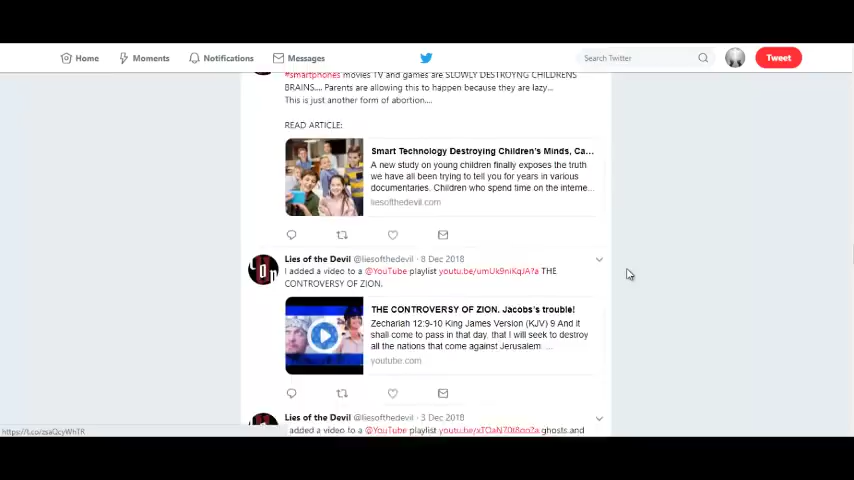 Home
Moments
Notifications
Messages
Search Twitter
Tweet
#smartphones movies TV and games are SLOWLY DESTROYNG CHILDRENS
BRAINS.... Parents are allowing this to happen because they are lazy...
This is just another form of abortion....
READ ARTICLE:
Smart Technology Destroying Children's Minds, Ca...
A new study on young children finally exposes the truth
we have all been trying to tell you for years in various
documentaries. Children who spend time on the interne...
liesofthedevil.com
Lies of the Devil @liesofthedevil · 8 Dec 2018
I added a video to a @YouTube playlist youtu.be/umUk9niKqJA?a THE
CONTROVERSY OF ZION.
THE CONTROVERSY OF ZION. Jacobs's trouble!
Zechariah 12:9-10 King James Version (KJV) 9 And it
shall come to pass in that day, that I will seek to destroy
all the nations that come against Jerusalem. ...
youtube.com
Lies of the Devil @liesofthedevil · 3 Dec 2018
added a video to a @YouTube playlist ghosts and